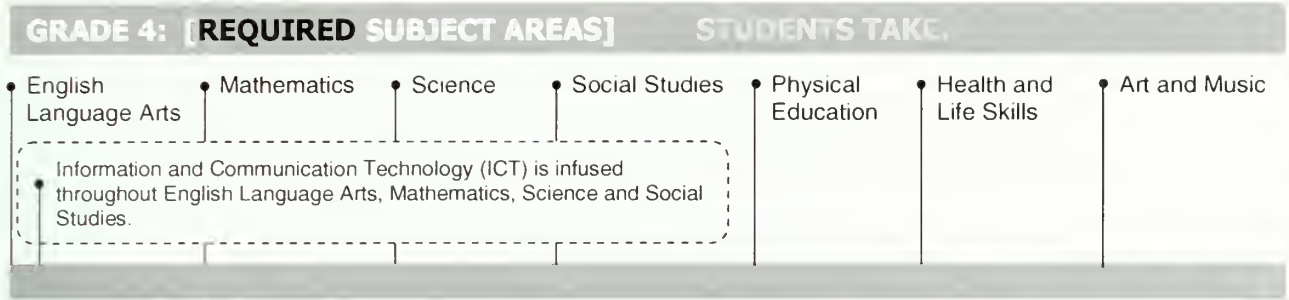 GRADE 4: [REQUIRED SUBJECT AREAS] STUDENTS TAKE
English Language Arts
Mathematics
Science
Social Studies
Physical Education
Health and Life Skills
Art and Music
Information and Communication Technology (ICT) is infused
throughout English Language Arts, Mathematics, Science and Social
Studies.